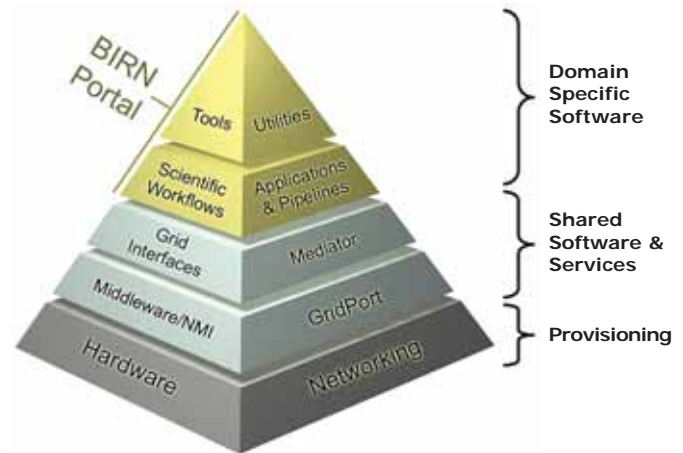 BIRN
Portal
Tools
Utilities
Scientific
Workflows
Applications
& Pipelines
Grid
Interfaces
Mediator
Middleware/NMI
GridPort
Hardware
Networking
Domain
Specific
Software
Shared
Software &
Services
Provisioning